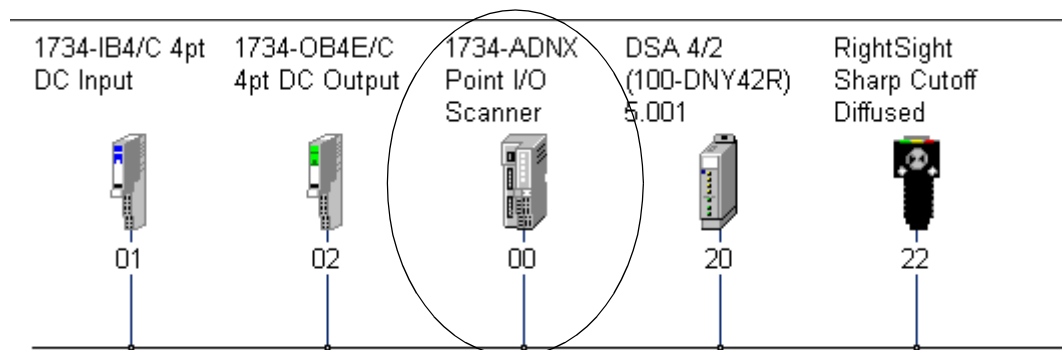 1734-IB4/C 4pt
DC Input
1734-OB4E/C
4pt DC Output
1734-ADNX
Point I/O
Scanner
DSA 4/2
(100-DNY42R)
5.001
RightSight
Sharp Cutoff
Diffused
01
02
00
20
22